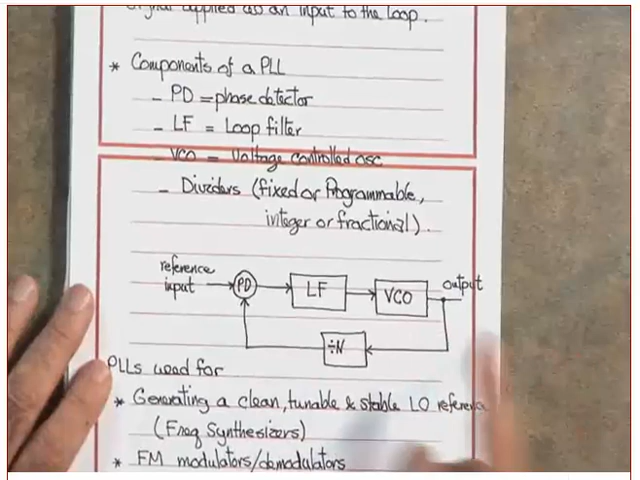 signal applied as an input to the loop.
* Components of a PLL
- PD = phase detector
- LF = Loop filter
- VCO = Voltage controlled osc
- Dividers (fixed or Programmable,
integer or fractional).
reference
input
PD
LF
VCO
output
÷N
PLLs used for
* Generating a clean, tunable & stable LO referenc
(Freq Synthesizers)
* FM modulators/demodulators